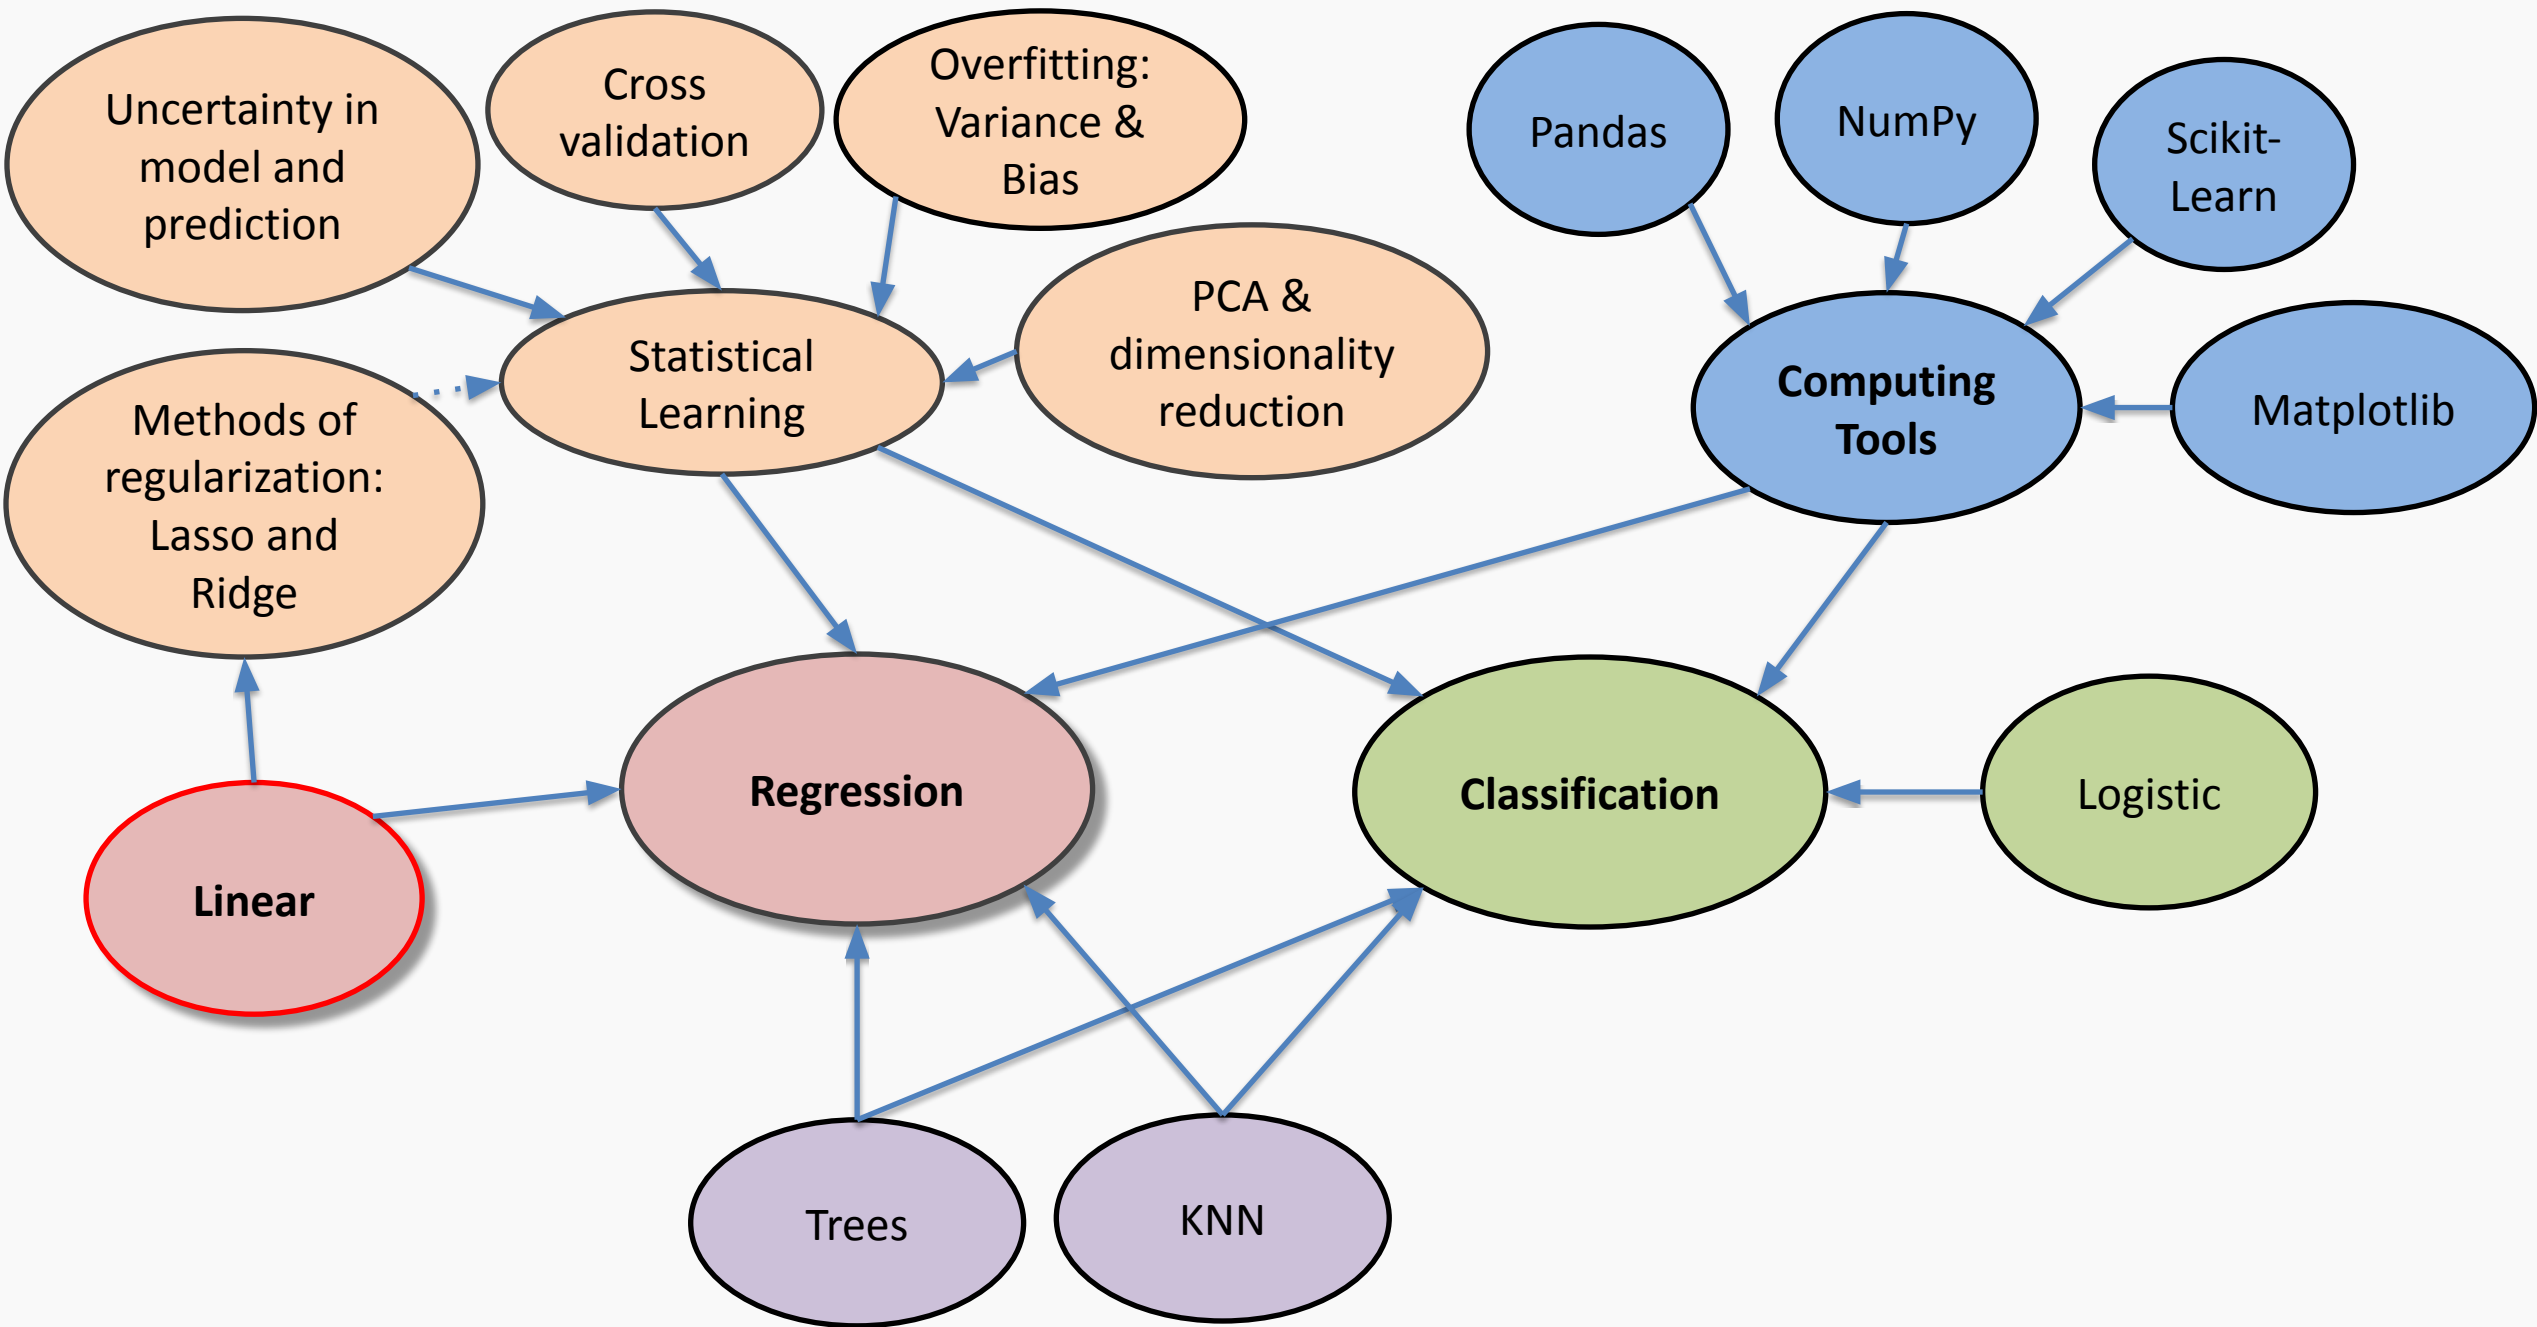 Uncertainty in
model and
prediction
Cross
validation
Overfitting:
Variance &
Bias
Pandas
NumPy
Scikit-
Learn
Statistical
Learning
PCA &
dimensionality
reduction
Computing
Tools
Matplotlib
Methods of
regularization:
Lasso and
Ridge
Regression
Classification
Logistic
Linear
Trees
KNN